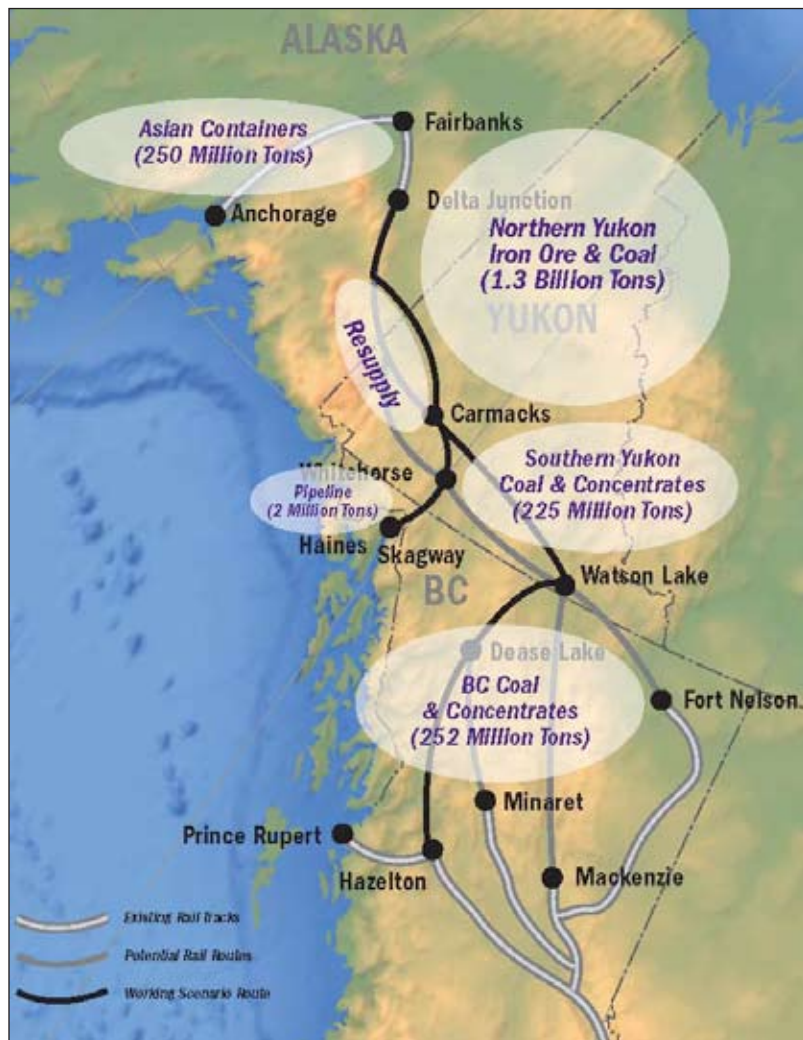 ALASKA
Asian Containers
(250 Million Tons)
Fairbanks
Anchorage
Delta Junction
Northern Yukon
Iron Ore & Coal
(1.3 Billion Tons)
YUKON
Resupply
Carmacks
Whitehorse
Southern Yukon
Coal & Concentrates
(225 Million Tons)
Pipeline
(2 Million Tons)
Haines
Skagway
Watson Lake
BC
Dease Lake
BC Coal
& Concentrates
(252 Million Tons)
Fort Nelson.
Minaret
Prince Rupert
Hazelton
Mackenzie
Existing Rail Tracks
Potential Rail Routes
Working Scenario Route